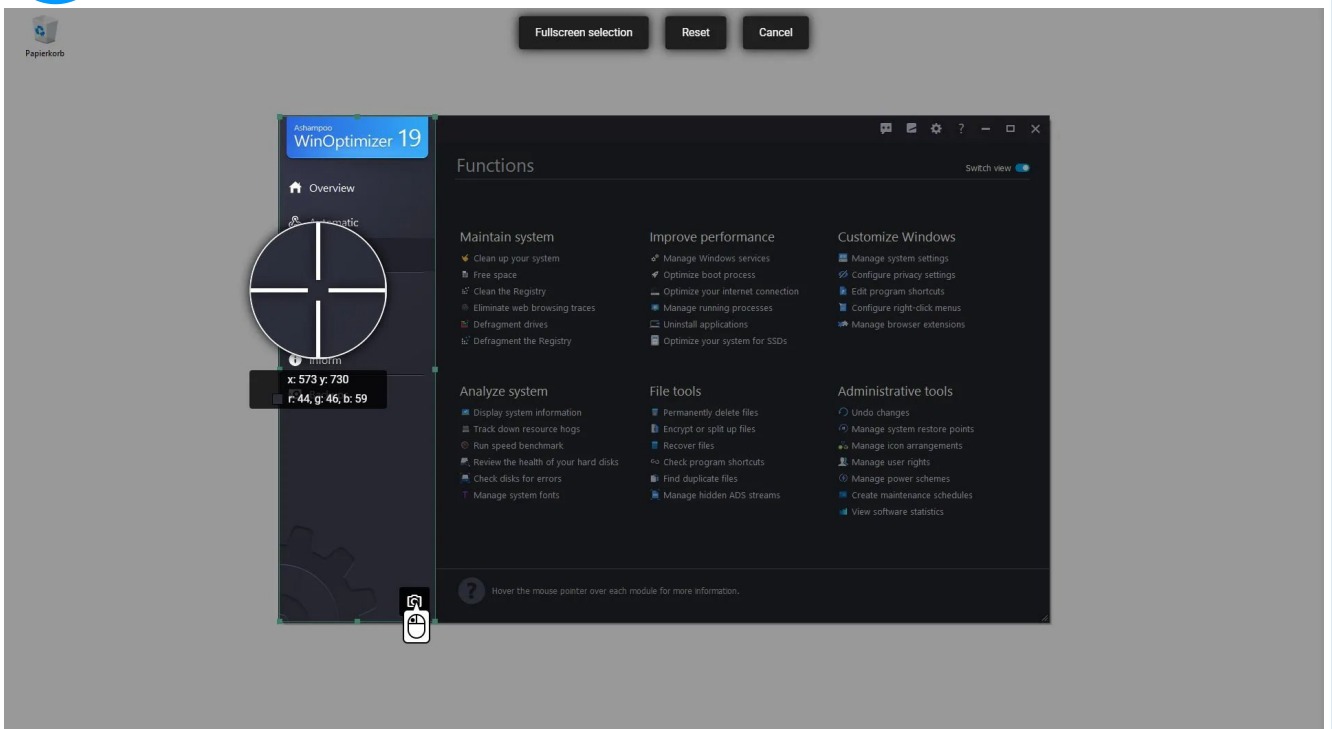 Papierkorb
Fullscreen selection
Reset
Cancel
Ashampoo
WinOptimizer 19
Overview
Automatic
Inform
x: 573 y: 730
r: 44, g: 46, b: 59
?
Functions
Switch view
Maintain system
Clean up your system
Free space
Clean the Registry
Eliminate web browsing traces
Defragment drives
Defragment the Registry
Improve performance
Manage Windows services
Optimize boot process
Optimize your internet connection
Manage running processes
Uninstall applications
Optimize your system for SSDs
Customize Windows
Manage system settings
Configure privacy settings
Edit program shortcuts
Configure right-click menus
Manage browser extensions
Analyze system
Display system information
Track down resource hogs
Run speed benchmark
Review the health of your hard disks
Check disks for errors
Manage system fonts
File tools
Permanently delete files
Encrypt or split up files
Recover files
Check program shortcuts
Find duplicate files
Manage hidden ADS streams
Administrative tools
Undo changes
Manage system restore points
Manage icon arrangements
Manage user rights
Manage power schemes
Create maintenance schedules
View software statistics
? Hover the mouse pointer over each module for more information.